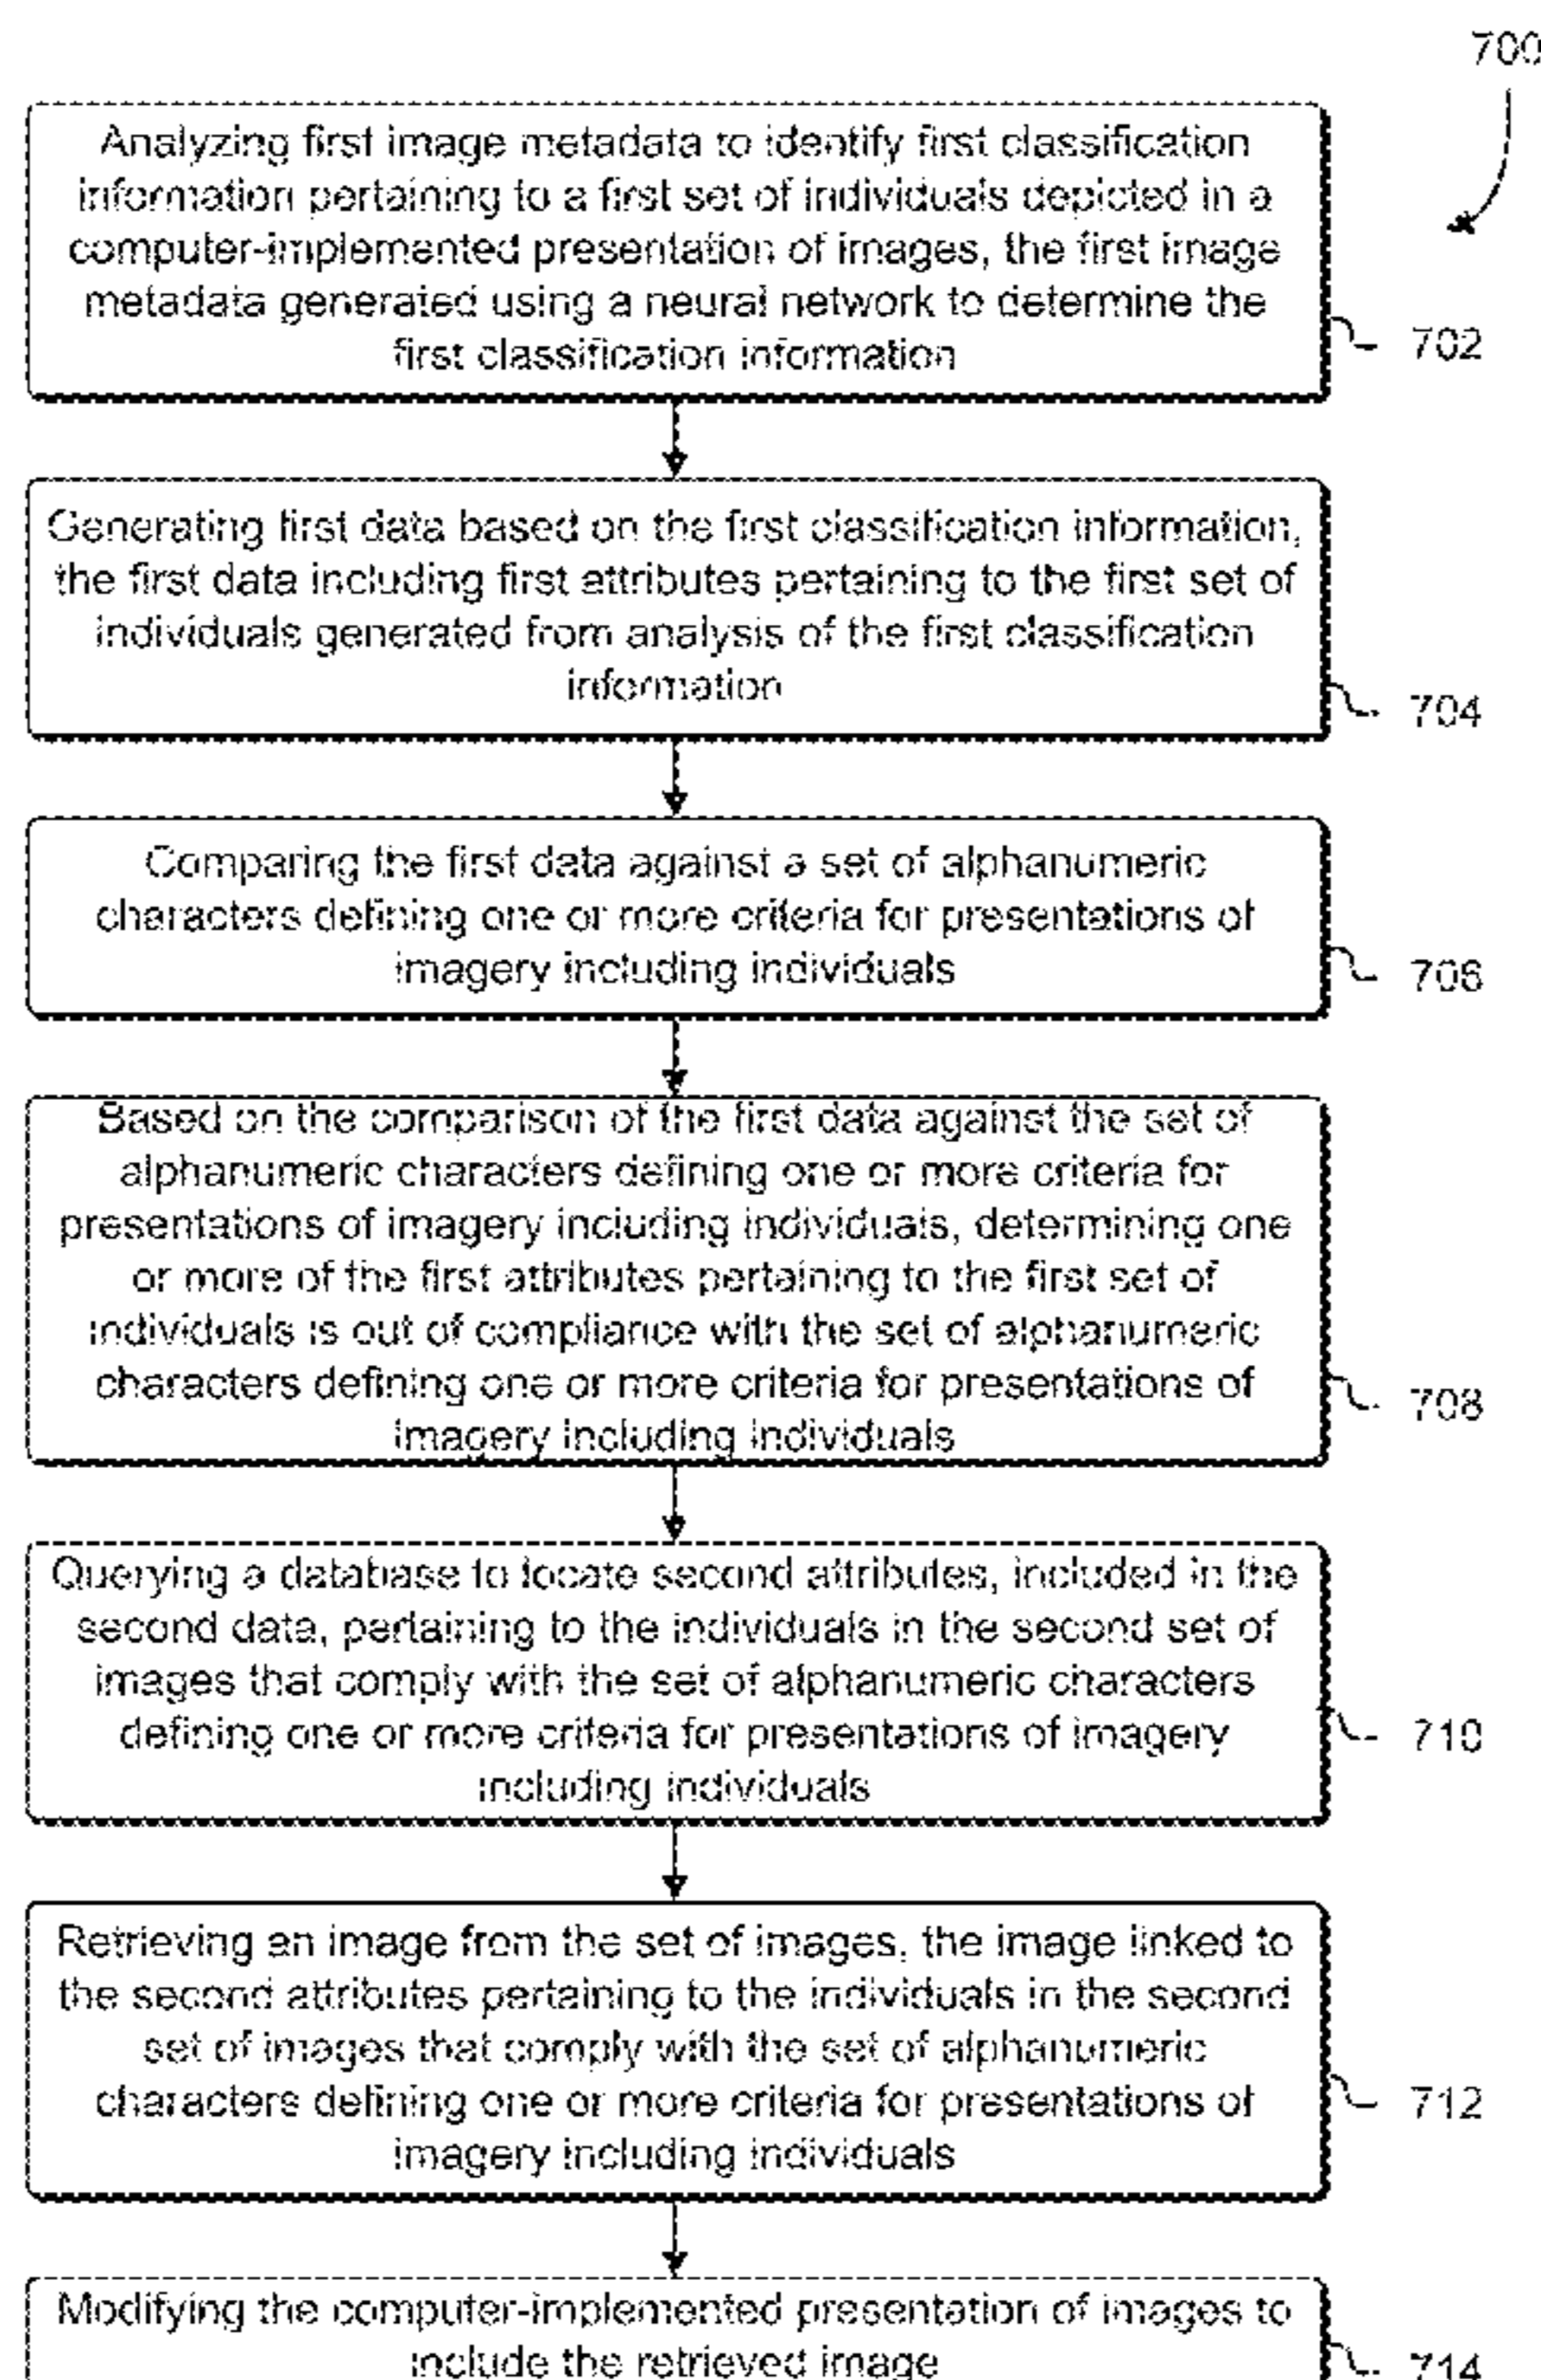 700
Analyzing first image metadata to identify first classification
information pertaining to a first set of individuals depicted in a
computer-implemented presentation of images, the first image
metadata generated using a neural network to determine the
first classification information
702
Generating first data based on the first classification information,
the first data including first attributes pertaining to the first set of
individuals generated from analysis of the first classification
information
704
Comparing the first data against a set of alphanumeric
characters defining one or more criteria for presentations of
imagery including individuals
706
Based on the comparison of the first data against the set of
alphanumeric characters defining one or more criteria for
presentations of imagery including individuals, determining one
or more of the first attributes pertaining to the first set of
individuals is out of compliance with the set of alphanumeric
characters defining one or more criteria for presentations of
imagery including individuals
708
Querying a database to locate second attributes, included in the
second data, pertaining to the individuals in the second set of
images that comply with the set of alphanumeric characters
defining one or more criteria for presentations of imagery
including individuals
710
Retrieving an image from the set of images, the image linked to
the second attributes pertaining to the individuals in the second
set of images that comply with the set of alphanumeric
characters defining one or more criteria for presentations of
imagery including individuals
712
Modifying the computer-implemented presentation of images to
include the retrieved image
714